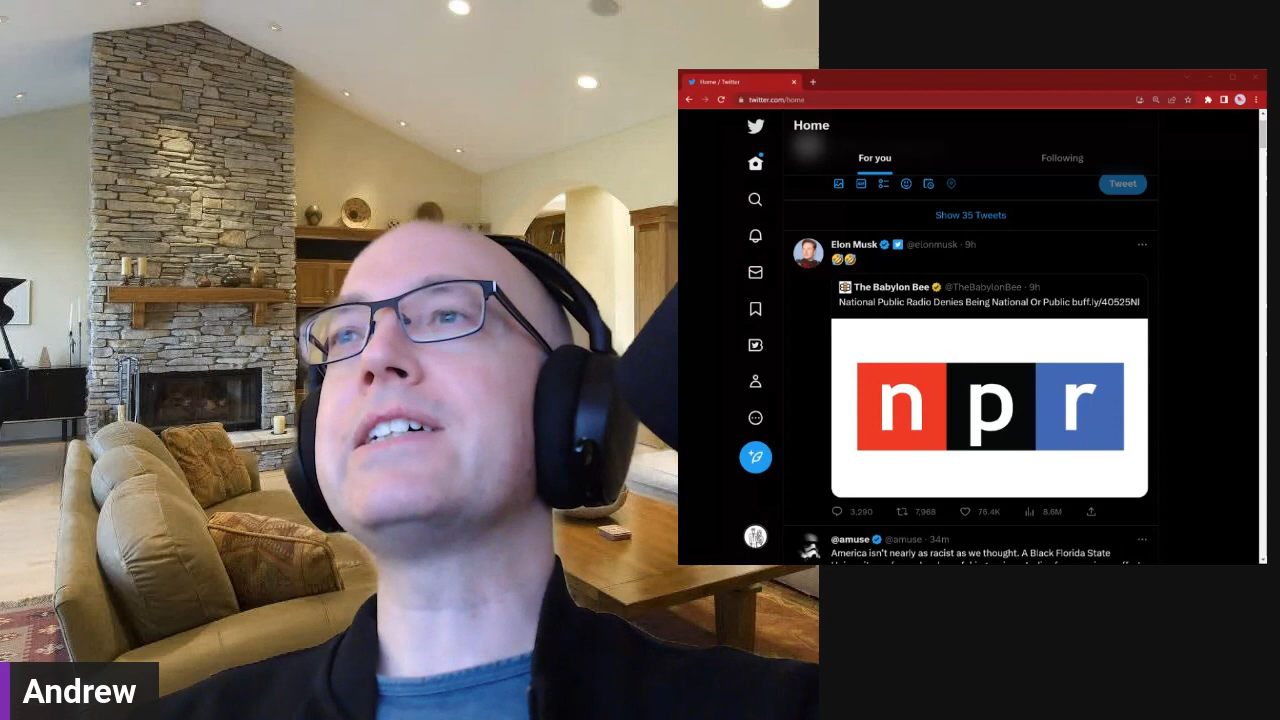 Andrew
Home / Twitter
twitter.com/home
Home
For you
Following
Tweet
Show 35 Tweets
Elon Musk @elonmusk · 9h
🤣🤣
The Babylon Bee @TheBabylonBee · 9h
National Public Radio Denies Being National Or Public buff.ly/40525NI
npr
3,290
7,968
76.4K
8.6M
@amuse @amuse · 34m
America isn't nearly as racist as we thought. A Black Florida State